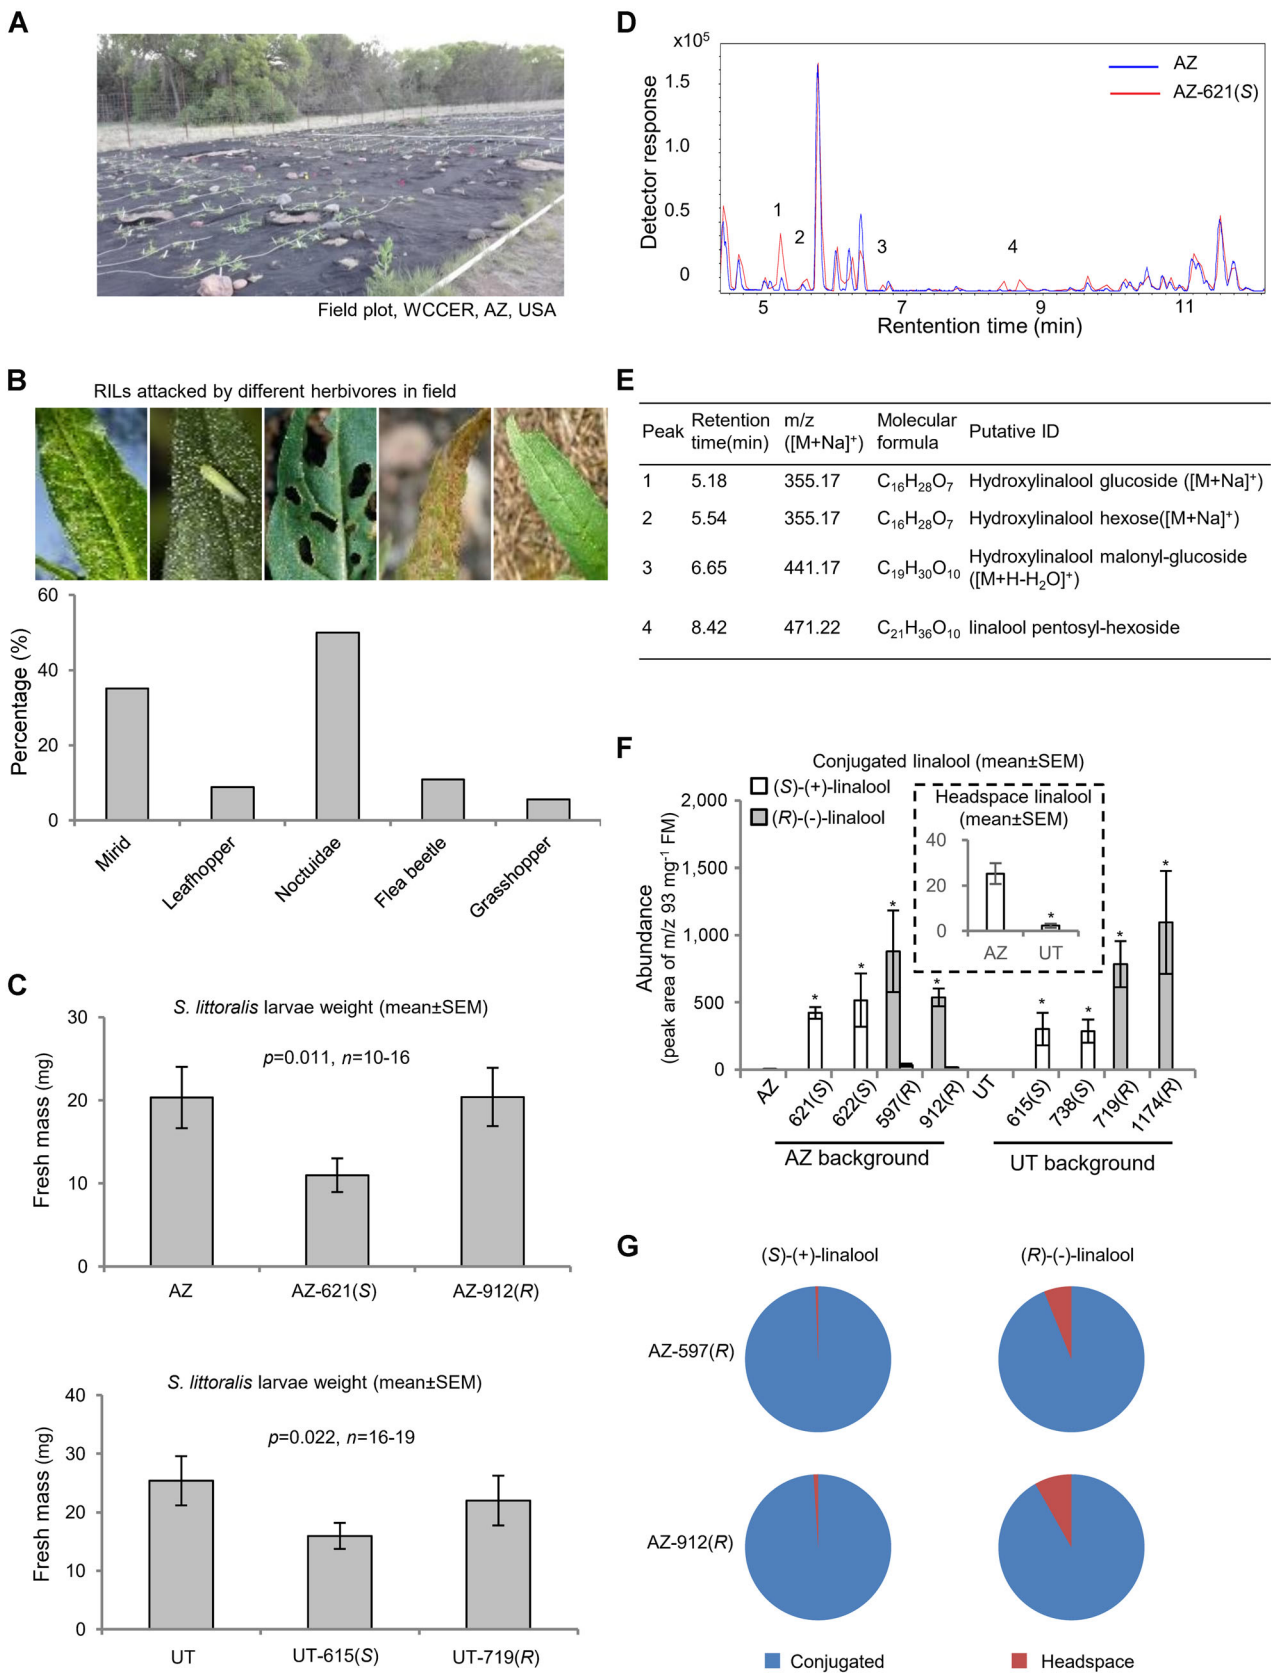 A
Field plot, WCCER, AZ, USA
B
RILs attacked by different herbivores in field
Percentage (%)
60
40
20
0
Mirid
Leafhopper
Noctuidae
Flea beetle
Grasshopper
C
S. littoralis larvae weight (mean±SEM)
p=0.011, n=10-16
Fresh mass (mg)
30
20
10
0
AZ
AZ-621(S)
AZ-912(R)
S. littoralis larvae weight (mean±SEM)
p=0.022, n=16-19
Fresh mass (mg)
40
30
20
10
0
UT
UT-615(S)
UT-719(R)
D
x10⁵
Detector response
1.5
1.0
0.5
0
AZ
AZ-621(S)
1
2
3
4
5
7
9
11
Rentention time (min)
E
Peak Retention time(min) m/z ([M+Na]⁺) Molecular formula Putative ID
1 5.18 355.17 C₁₆H₂₈O₇ Hydroxylinalool glucoside ([M+Na]⁺)
2 5.54 355.17 C₁₆H₂₈O₇ Hydroxylinalool hexose([M+Na]⁺)
3 6.65 441.17 C₁₉H₃₀O₁₀ Hydroxylinalool malonyl-glucoside ([M+H-H₂O]⁺)
4 8.42 471.22 C₂₁H₃₆O₁₀ linalool pentosyl-hexoside
F
Conjugated linalool (mean±SEM)
(S)-(+)-linalool
(R)-(-)-linalool
Headspace linalool
(mean±SEM)
40
20
0
*
AZ
UT
Abundance
(peak area of m/z 93 mg⁻¹ FM)
2,000
1,500
1,000
500
0
* * * * * * * *
AZ
621(S)
622(S)
597(R)
912(R)
UT
615(S)
738(S)
719(R)
1174(R)
AZ background
UT background
G
(S)-(+)-linalool
(R)-(-)-linalool
AZ-597(R)
AZ-912(R)
Conjugated
Headspace